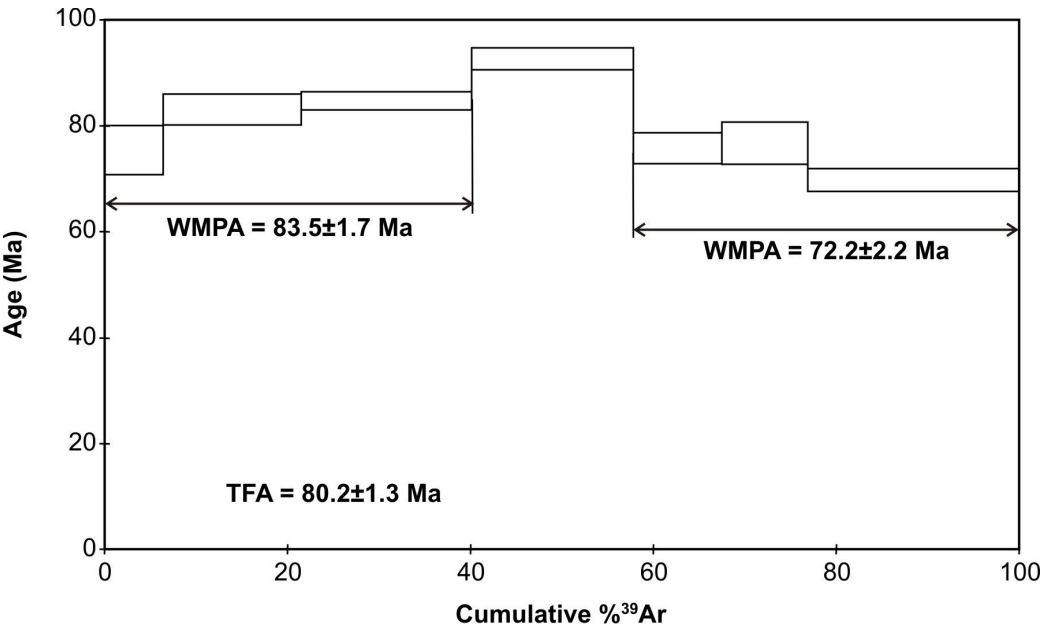 100
80
60
40
20
0
Age (Ma)
WMPA = 83.5±1.7 Ma
WMPA = 72.2±2.2 Ma
TFA = 80.2±1.3 Ma
0 20 40 60 80 100
Cumulative %³⁹Ar